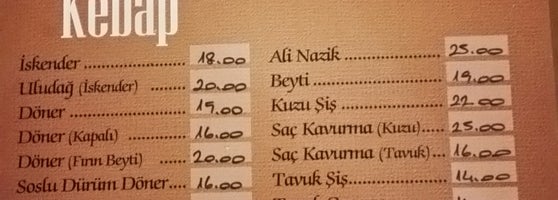 Kebap
İskender 18.00
Uludağ (İskender) 20.00
Döner 19.00
Döner (Kapalı) 16.00
Döner (Fırın Beyti) 20.00
Soslu Dürüm Döner.... 16.00
Ali Nazik 25.00
Beyti 19.00
Kuzu Şiş 22.00
Saç Kavurma (Kuzu) 25.00
Saç Kavurma (Tavuk) 16.00
Tavuk Şiş 14.00